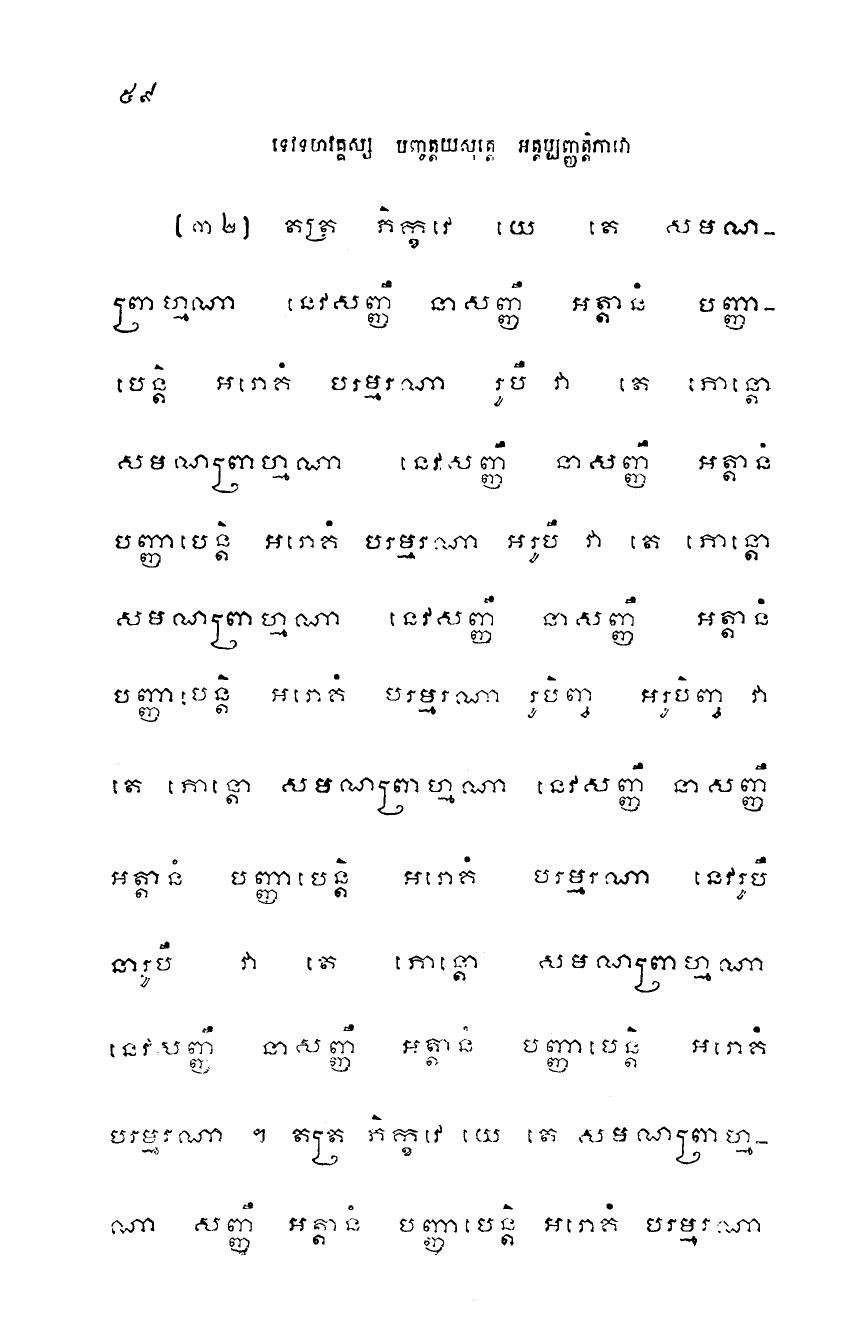 ៥៩
ទេវទហវគ្គស្ស បញ្ចត្តយសុត្តេ អត្តប្បញ្ញត្តិកាវោ
(៣២) តត្រ ភិក្ខវេ យេ តេ សមណ-
ព្រាហ្មណា នេវសញ្ញឹ នាសញ្ញឹ អត្តានំ បញ្ញា-
បេន្តិ អរោគំ បរម្មរណា រូបឹ វា តេ ភោន្តោ
សមណព្រាហ្មណា នេវសញ្ញឹ នាសញ្ញឹ អត្តានំ
បញ្ញាបេន្តិ អរោគំ បរម្មរណា អរូបឹ វា តេ ភោន្តោ
សមណព្រាហ្មណា នេវសញ្ញឹ នាសញ្ញឹ អត្តានំ
បញ្ញាបេន្តិ អរោគំ បរម្មរណា រូបិញ្ច អរូបិញ្ច វា
តេ ភោន្តោ សមណព្រាហ្មណា នេវសញ្ញឹ នាសញ្ញឹ
អត្តានំ បញ្ញាបេន្តិ អរោគំ បរម្មរណា នេវរូបឹ
នារូបឹ វា តេ ភោន្តោ សមណព្រាហ្មណា
នេវសញ្ញឹ នាសញ្ញឹ អត្តានំ បញ្ញាបេន្តិ អរោគំ
បរម្មរណា ។ តត្រ ភិក្ខវេ យេ តេ សមណព្រាហ្ម-
ណា សញ្ញឹ អត្តានំ បញ្ញាបេន្តិ អរោគំ បរម្មរណា